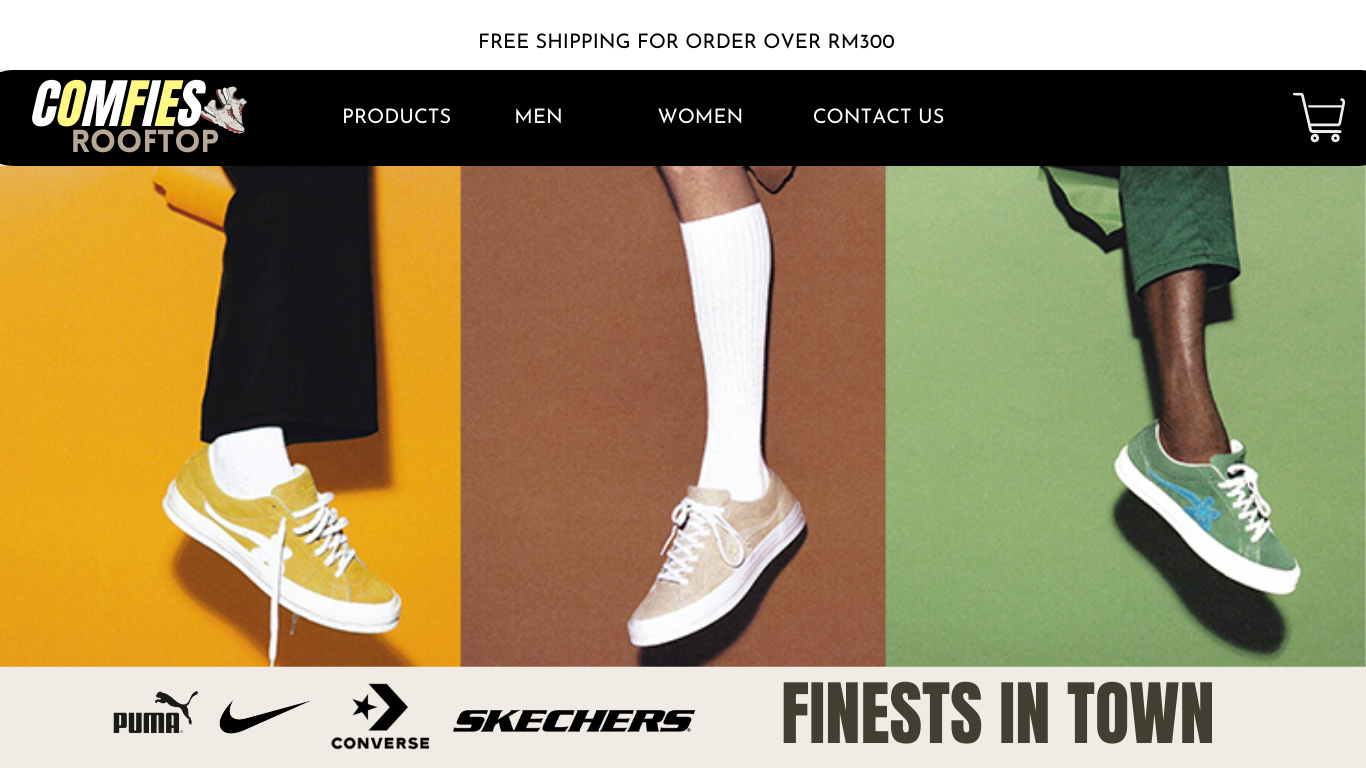 FREE SHIPPING FOR ORDER OVER RM300
COMFIES
ROOFTOP
PRODUCTS MEN WOMEN CONTACT US
PUMA CONVERSE SKECHERS FINESTS IN TOWN